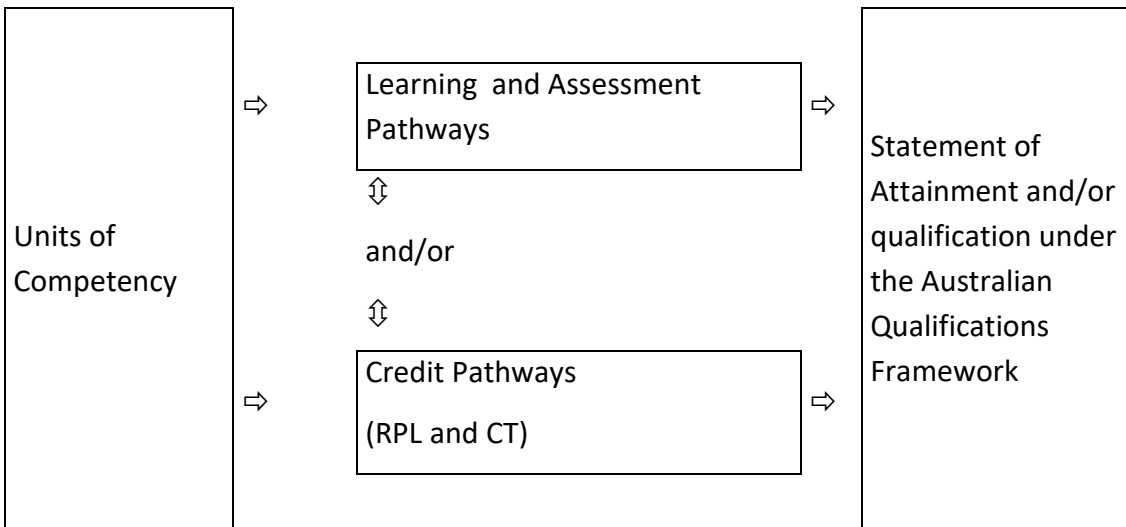 Units of
Competency
⇨
Learning and Assessment
Pathways
⇨
⇳
and/or
⇳
⇨
Credit Pathways
(RPL and CT)
⇨
Statement of
Attainment and/or
qualification under
the Australian
Qualifications
Framework